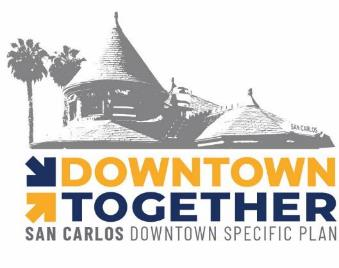 SAN CARLOS
DOWNTOWN
TOGETHER
SAN CARLOS DOWNTOWN SPECIFIC PLAN